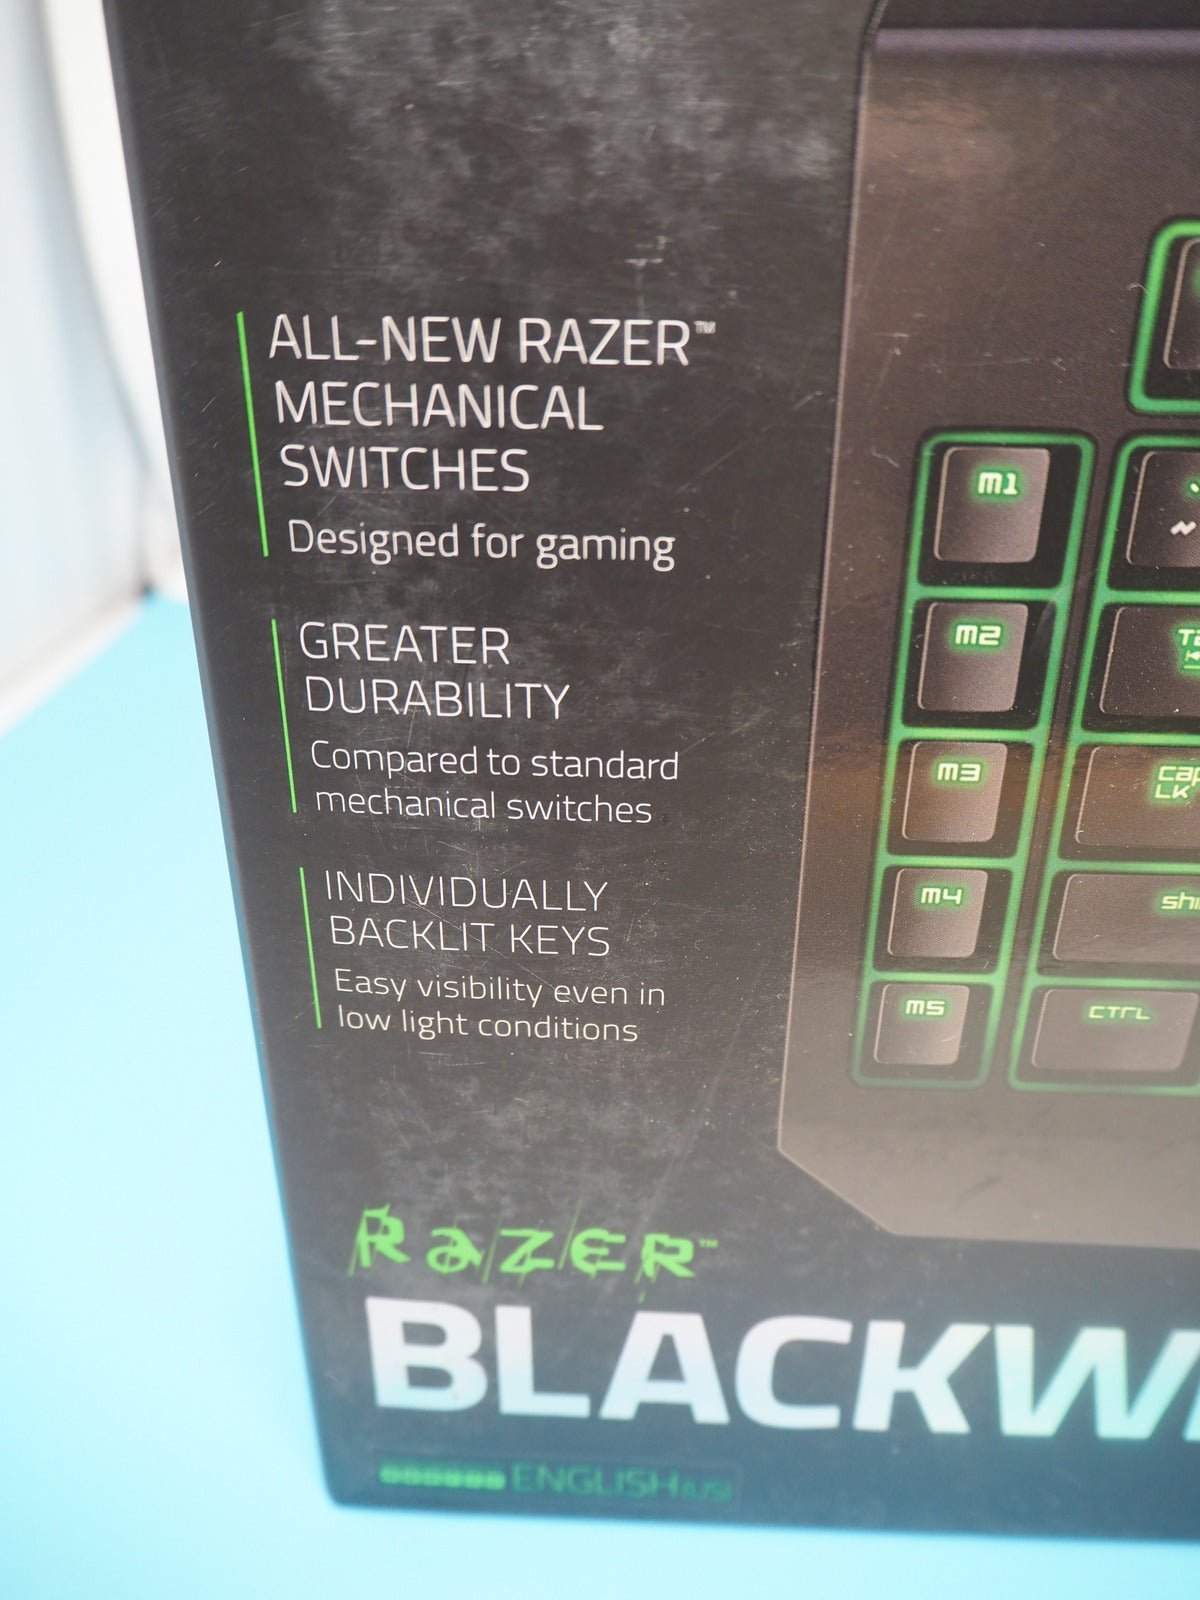 ALL-NEW RAZER™
MECHANICAL
SWITCHES
Designed for gaming
GREATER
DURABILITY
Compared to standard
mechanical switches
INDIVIDUALLY
BACKLIT KEYS
Easy visibility even in
low light conditions
m1
m2
m3
m4
m5
CTRL
RAZER™
BLACKW
ENGLISH (US)